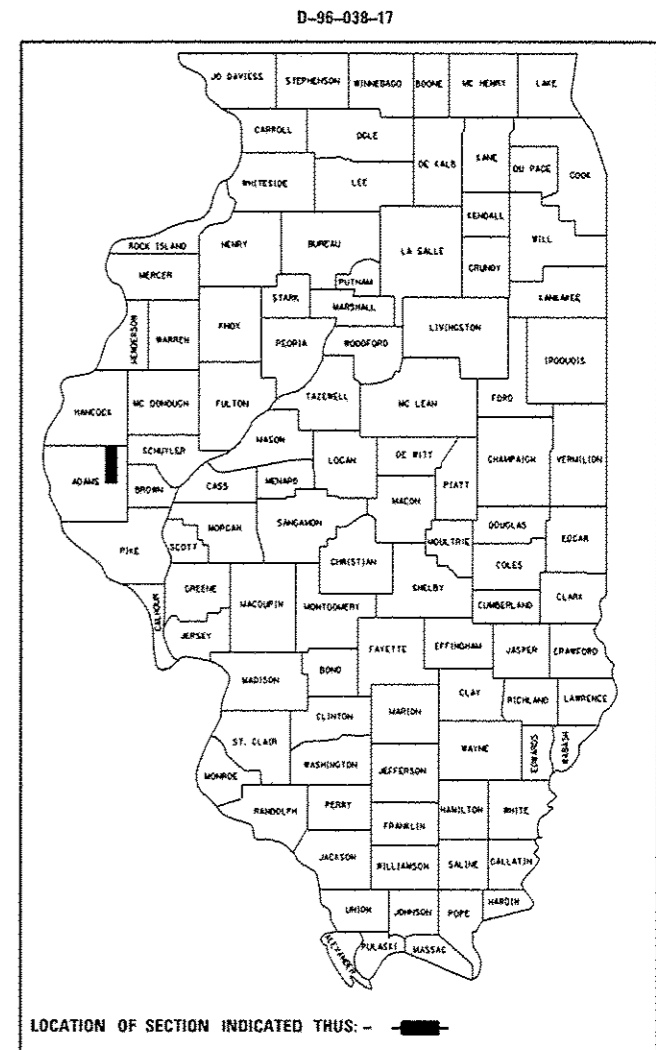 D-96-038-17
JO DAVIESS STEPHENSON WINNEBAGO BOONE MC HENRY LAKE
CARROLL OGLE DE KALB KANE DU PAGE COOK
WHITESIDE LEE
KENDALL WILL
ROCK ISLAND HENRY BUREAU LA SALLE GRUNDY
MERCER PUTNAM KANKAKEE
STARK MARSHALL
HENDERSON WARREN KNOX PEORIA WOODFORD LIVINGSTON IROQUOIS
HANCOCK MC DONOUGH FULTON TAZEWELL MC LEAN FORD
MASON
SCHUYLER LOGAN DE WITT CHAMPAIGN VERMILION
ADAMS BROWN CASS MENARD PIATT
MACON
MORGAN SANGAMON DOUGLAS EDGAR
PIKE SCOTT MOULTRIE
CHRISTIAN COLES
GREENE SHELBY
CALHOUN MACOUPIN MONTGOMERY CUMBERLAND CLARK
JERSEY
FAYETTE EFFINGHAM JASPER CRAWFORD
MADISON BOND
CLAY RICHLAND LAWRENCE
CLINTON MARION
ST. CLAIR WAYNE EDWARDS WABASH
MONROE WASHINGTON JEFFERSON
RANDOLPH PERRY HAMILTON WHITE
FRANKLIN
JACKSON WILLIAMSON SALINE GALLATIN
UNION JOHNSON POPE HARDIN
ALEXANDER PULASKI MASSAC
LOCATION OF SECTION INDICATED THUS: -